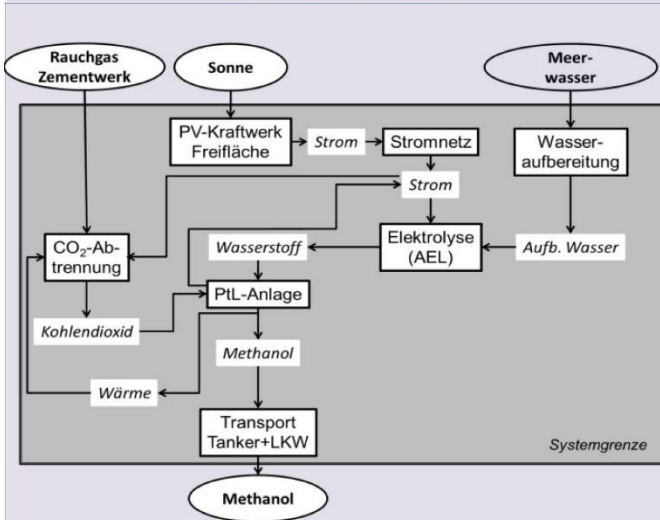 Rauchgas
Zementwerk
Sonne
Meer-
wasser
PV-Kraftwerk
Freifläche
Strom
Stromnetz
Wasser-
aufbereitung
Strom
CO₂-Ab-
trennung
Wasserstoff
Elektrolyse
(AEL)
Aufb. Wasser
PtL-Anlage
Kohlendioxid
Methanol
Wärme
Transport
Tanker+LKW
Systemgrenze
Methanol